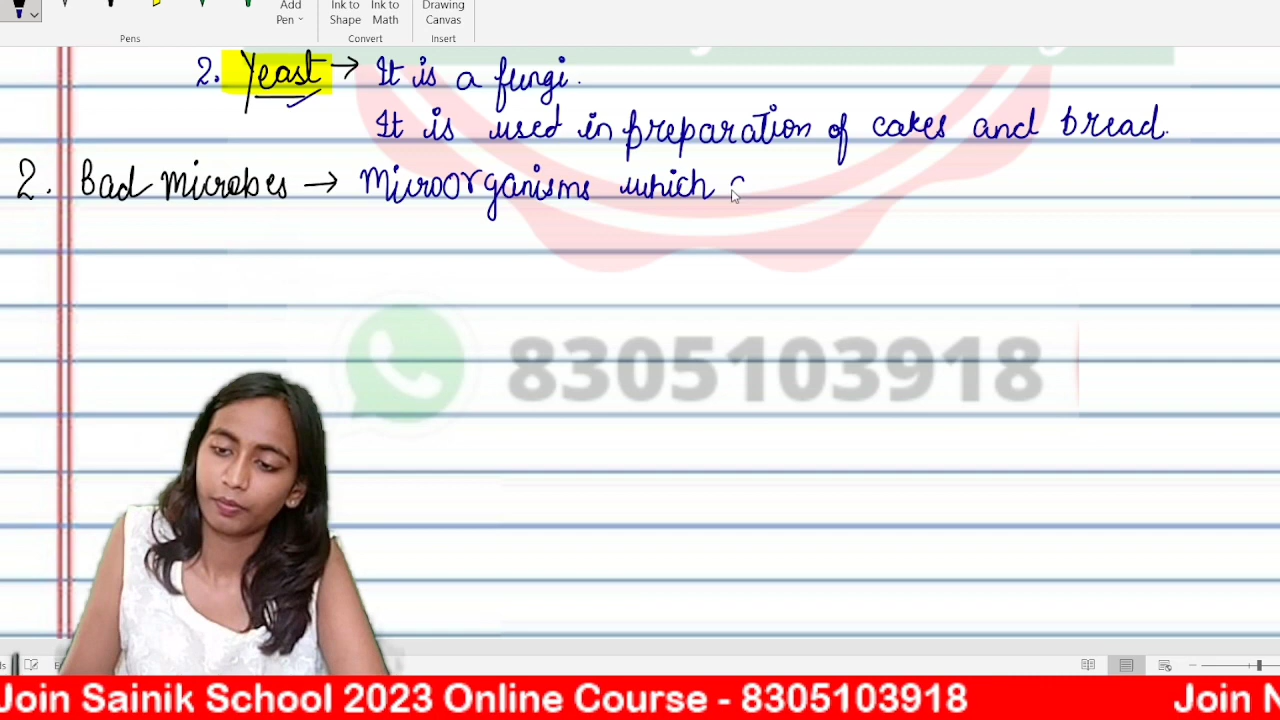 Add
Pen
Ink to
Shape
Ink to
Math
Drawing
Canvas
Pens
Convert
Insert
2. Yeast → It is a fungi.
It is used in preparation of cakes and bread.
2. Bad Microbes → Microorganisms which
8305103918
Join Sainik School 2023 Online Course - 8305103918
Join N